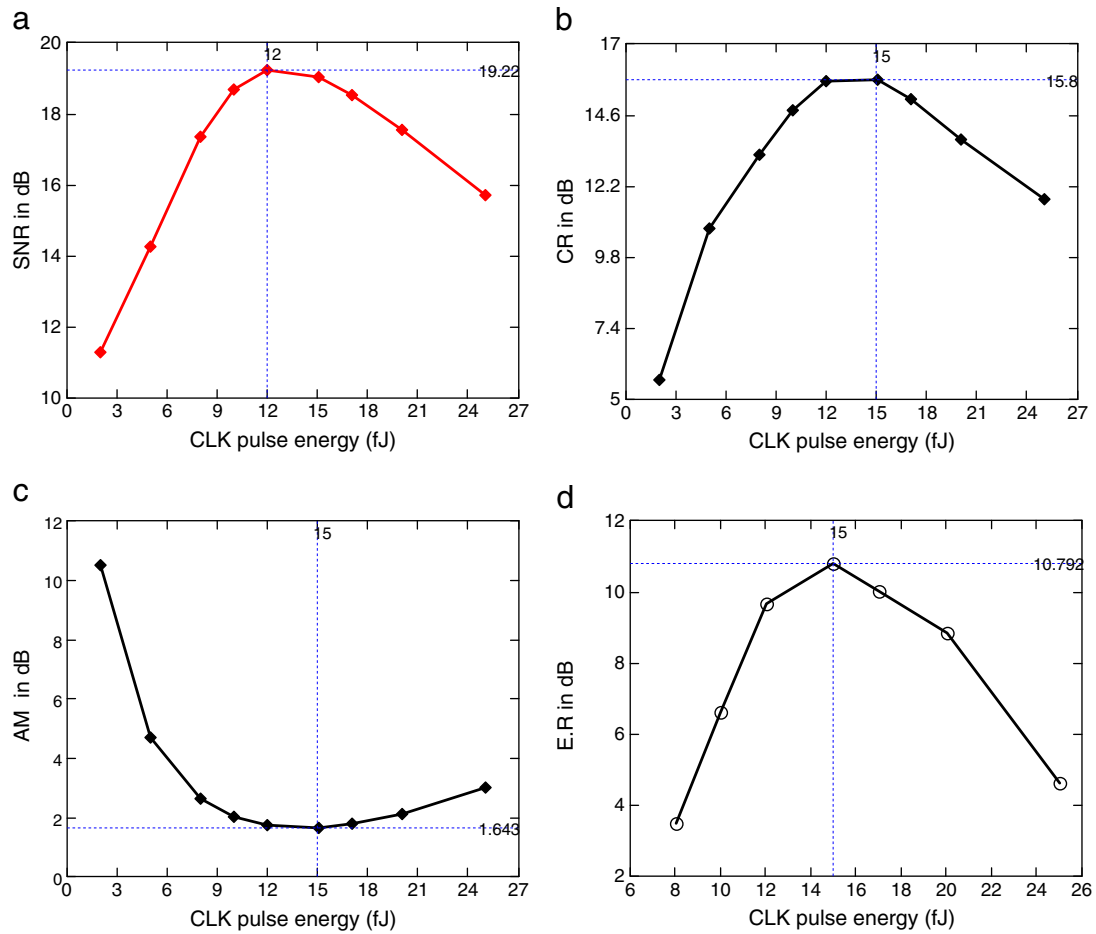 a
20
18
16
14
12
10
SNR in dB
12
19.22
0 3 6 9 12 15 18 21 24 27
CLK pulse energy (fJ)
b
17
14.6
12.2
9.8
7.4
5
CR in dB
15
15.8
0 3 6 9 12 15 18 21 24 27
CLK pulse energy (fJ)
c
12
10
8
6
4
2
0
AM in dB
15
1.643
0 3 6 9 12 15 18 21 24 27
CLK pulse energy (fJ)
d
12
10
8
6
4
2
E.R in dB
15
10.792
6 8 10 12 14 16 18 20 22 24 26
CLK pulse energy (fJ)